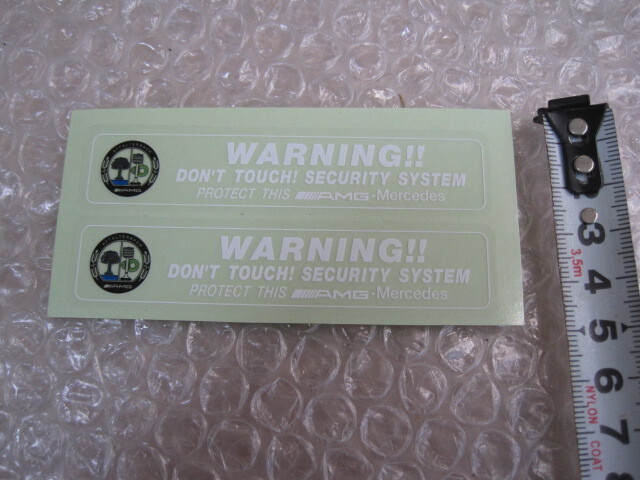 WARNING!!
DON'T TOUCH! SECURITY SYSTEM
PROTECT THIS AMG-Mercedes
AMG
WARNING!!
DON'T TOUCH! SECURITY SYSTEM
PROTECT THIS AMG-Mercedes
AMG
3
3.5m
4
5
6
7
8
NYLON COAT